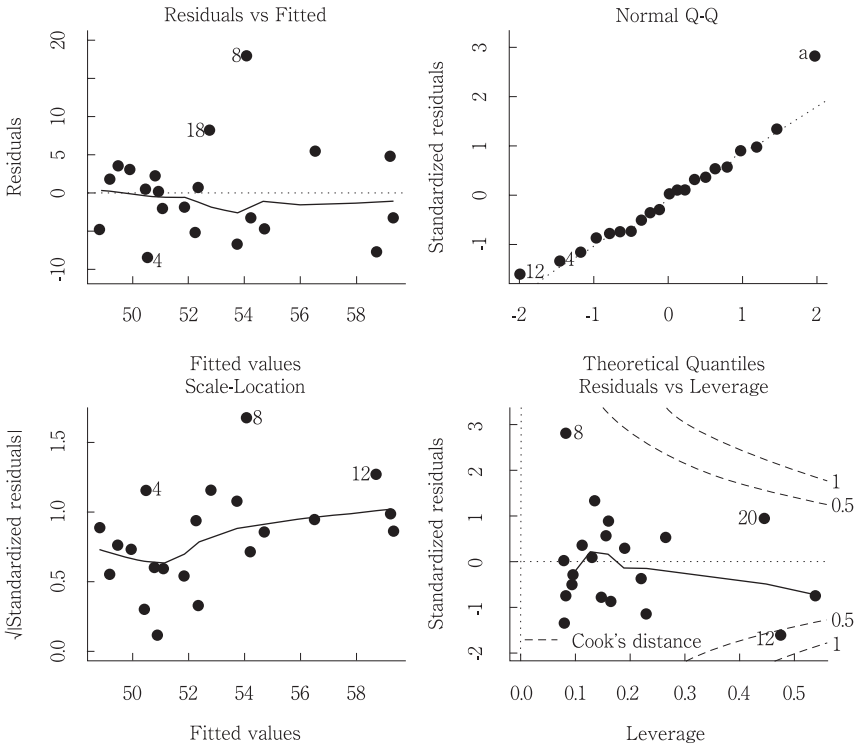 Residuals vs Fitted
Residuals
20
10
5
0
-10
8
18
4
50 52 54 56 58
Fitted values
Normal Q-Q
Standardized residuals
3
2
1
0
-1
a
4
12
-2 -1 0 1 2
Theoretical Quantiles
Scale-Location
√|Standardized residuals|
1.5
1.0
0.5
0.0
8
4
12
50 52 54 56 58
Fitted values
Residuals vs Leverage
Standardized residuals
3
2
1
0
-1
-2
8
20
12
1
0.5
0.5
1
Cook's distance
0.0 0.1 0.2 0.3 0.4 0.5
Leverage